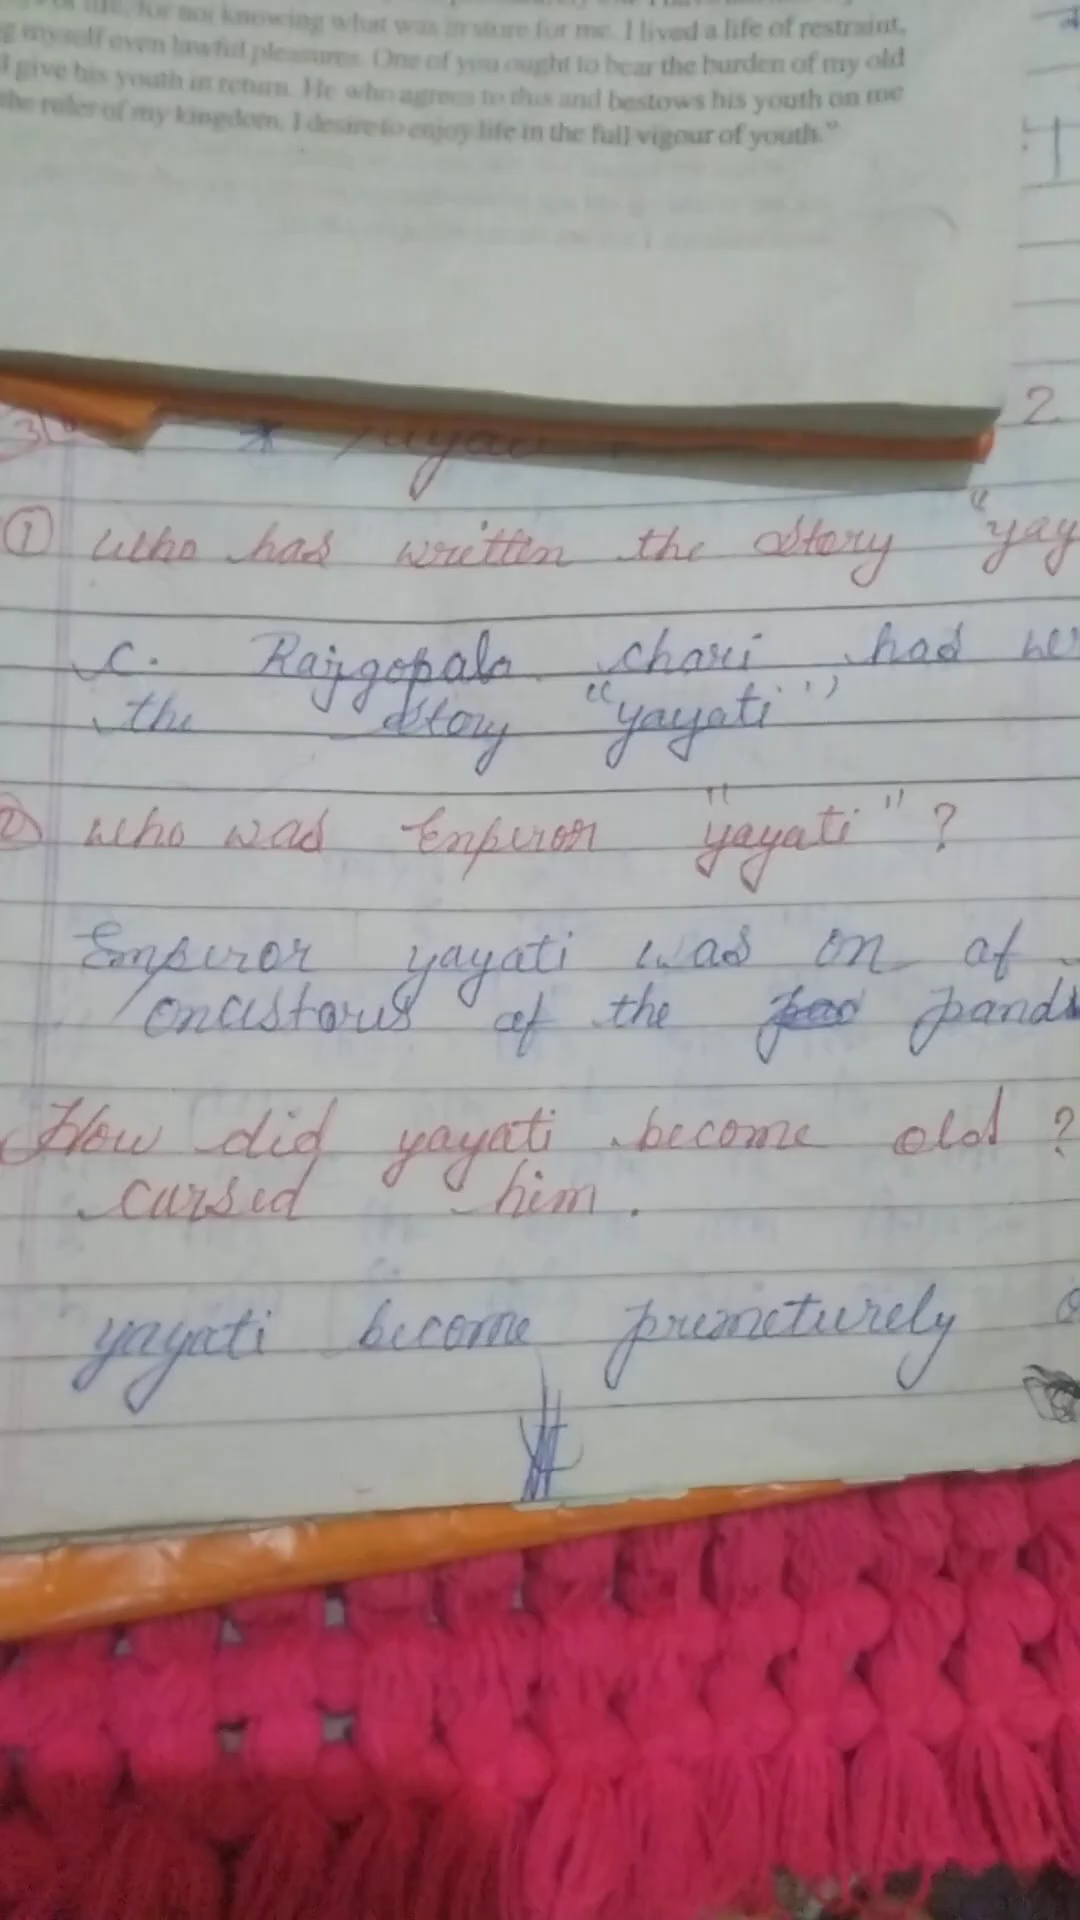 not knowing what was in store for me. I lived a life of restraint,
myself even lawful pleasures. One of you ought to bear the burden of my old
give his youth in return. He who agrees to this and bestows his youth on me
the ruler of my kingdom. I desire to enjoy life in the full vigour of youth."
2
① who has written the story "yay
c. Rajgopala chari had
the story "yayati"
② who was Emperor "yayati" ?
Emperor yayati was on of
oncistorus of the pand
How did yayati become old ?
cursed him.
yayati become premeturely